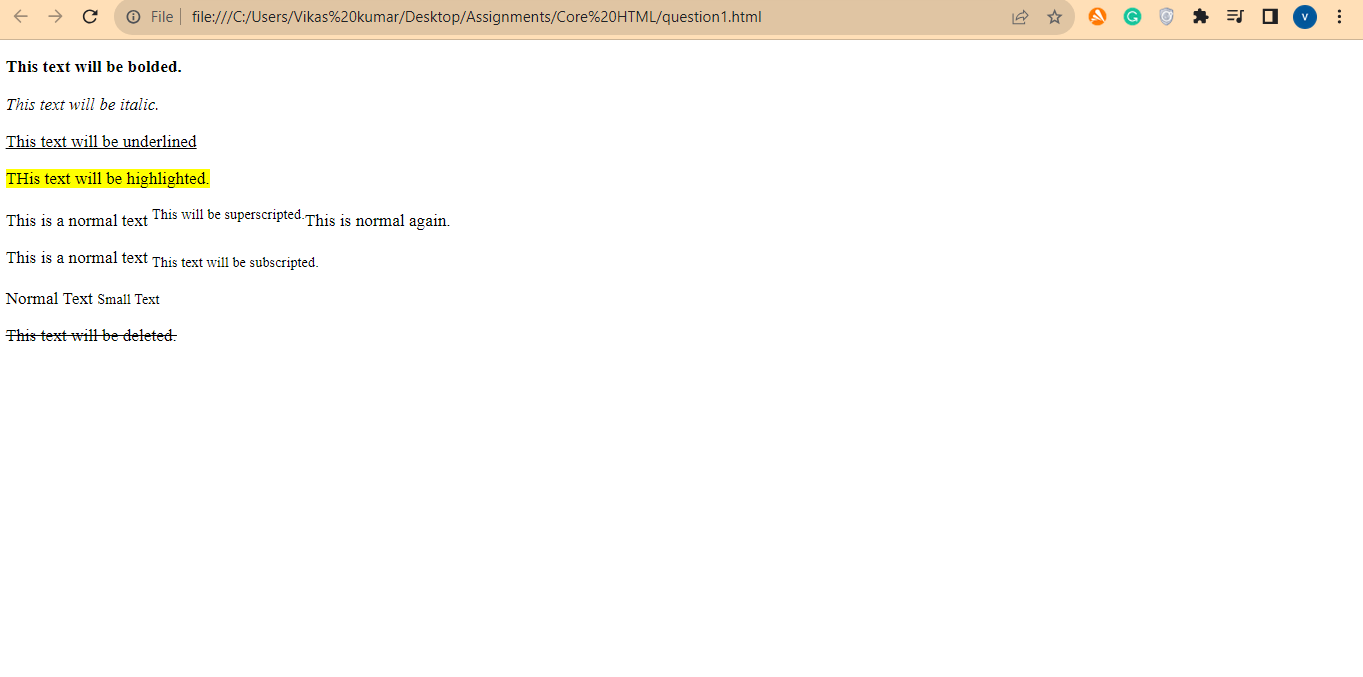 File file:///C:/Users/Vikas%20kumar/Desktop/Assignments/Core%20HTML/question1.html V
This text will be bolded.
This text will be italic.
This text will be underlined
THis text will be highlighted.
This is a normal text This will be superscripted.This is normal again.
This is a normal text This text will be subscripted.
Normal Text Small Text
This text will be deleted.